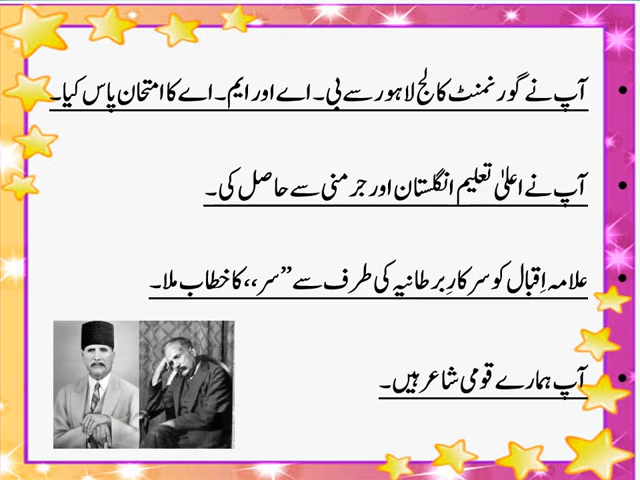 آپ نے گورنمنٹ کالج لاہور سے بی۔اے اور ایم۔اے کا امتحان پاس کیا۔
آپ نے اعلیٰ تعلیم انگلستان اور جرمنی سے حاصل کی۔
علامہ اِقبال کو سرکارِ برطانیہ کی طرف سے ”سر،، کا خطاب ملا۔
آپ ہمارے قومی شاعر ہیں۔